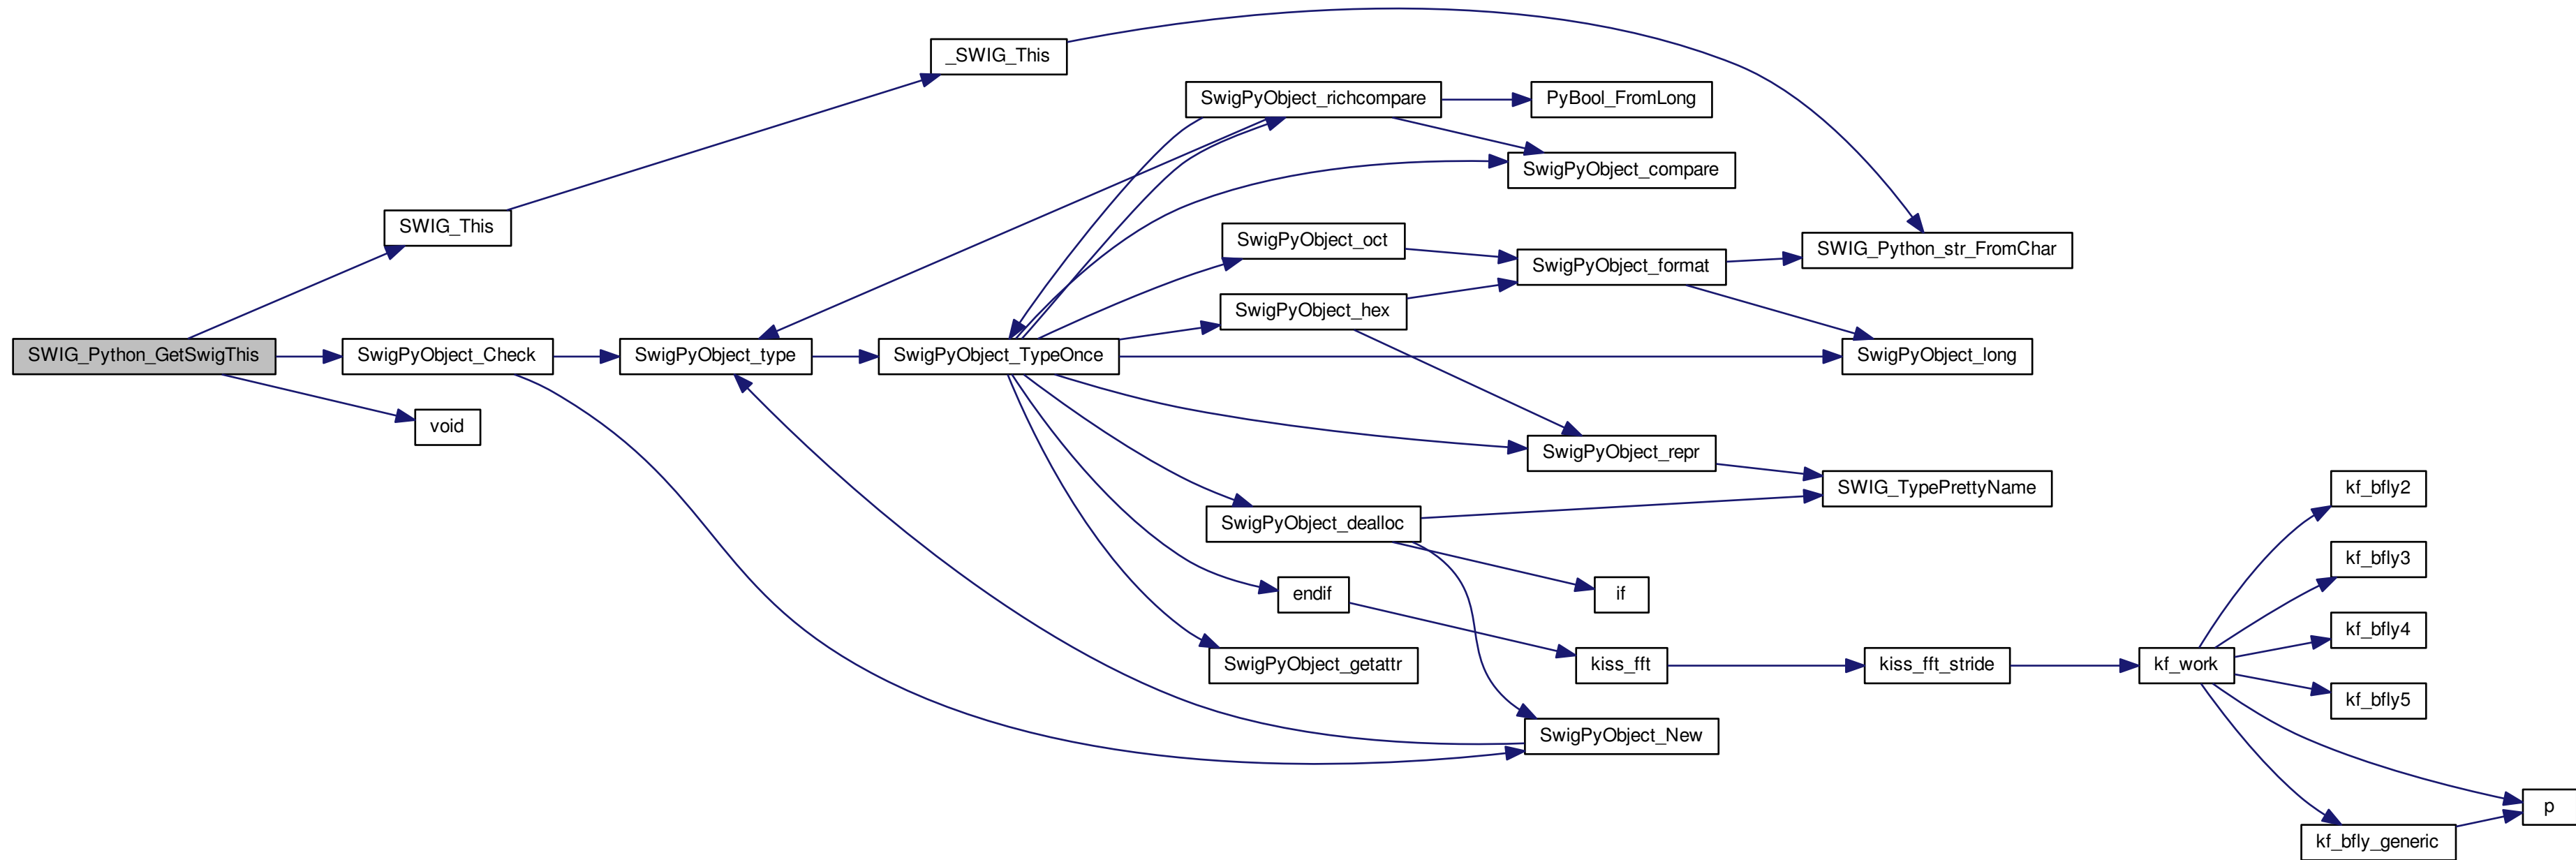 _SWIG_This
SwigPyObject_richcompare
PyBool_FromLong
SwigPyObject_compare
SWIG_This
SwigPyObject_oct
SWIG_Python_str_FromChar
SwigPyObject_format
SwigPyObject_hex
SWIG_Python_GetSwigThis
SwigPyObject_Check
SwigPyObject_type
SwigPyObject_TypeOnce
SwigPyObject_long
void
SwigPyObject_repr
SWIG_TypePrettyName
kf_bfly2
SwigPyObject_dealloc
kf_bfly3
endif
if
kf_bfly4
SwigPyObject_getattr
kiss_fft
kiss_fft_stride
kf_work
kf_bfly5
SwigPyObject_New
p
kf_bfly_generic